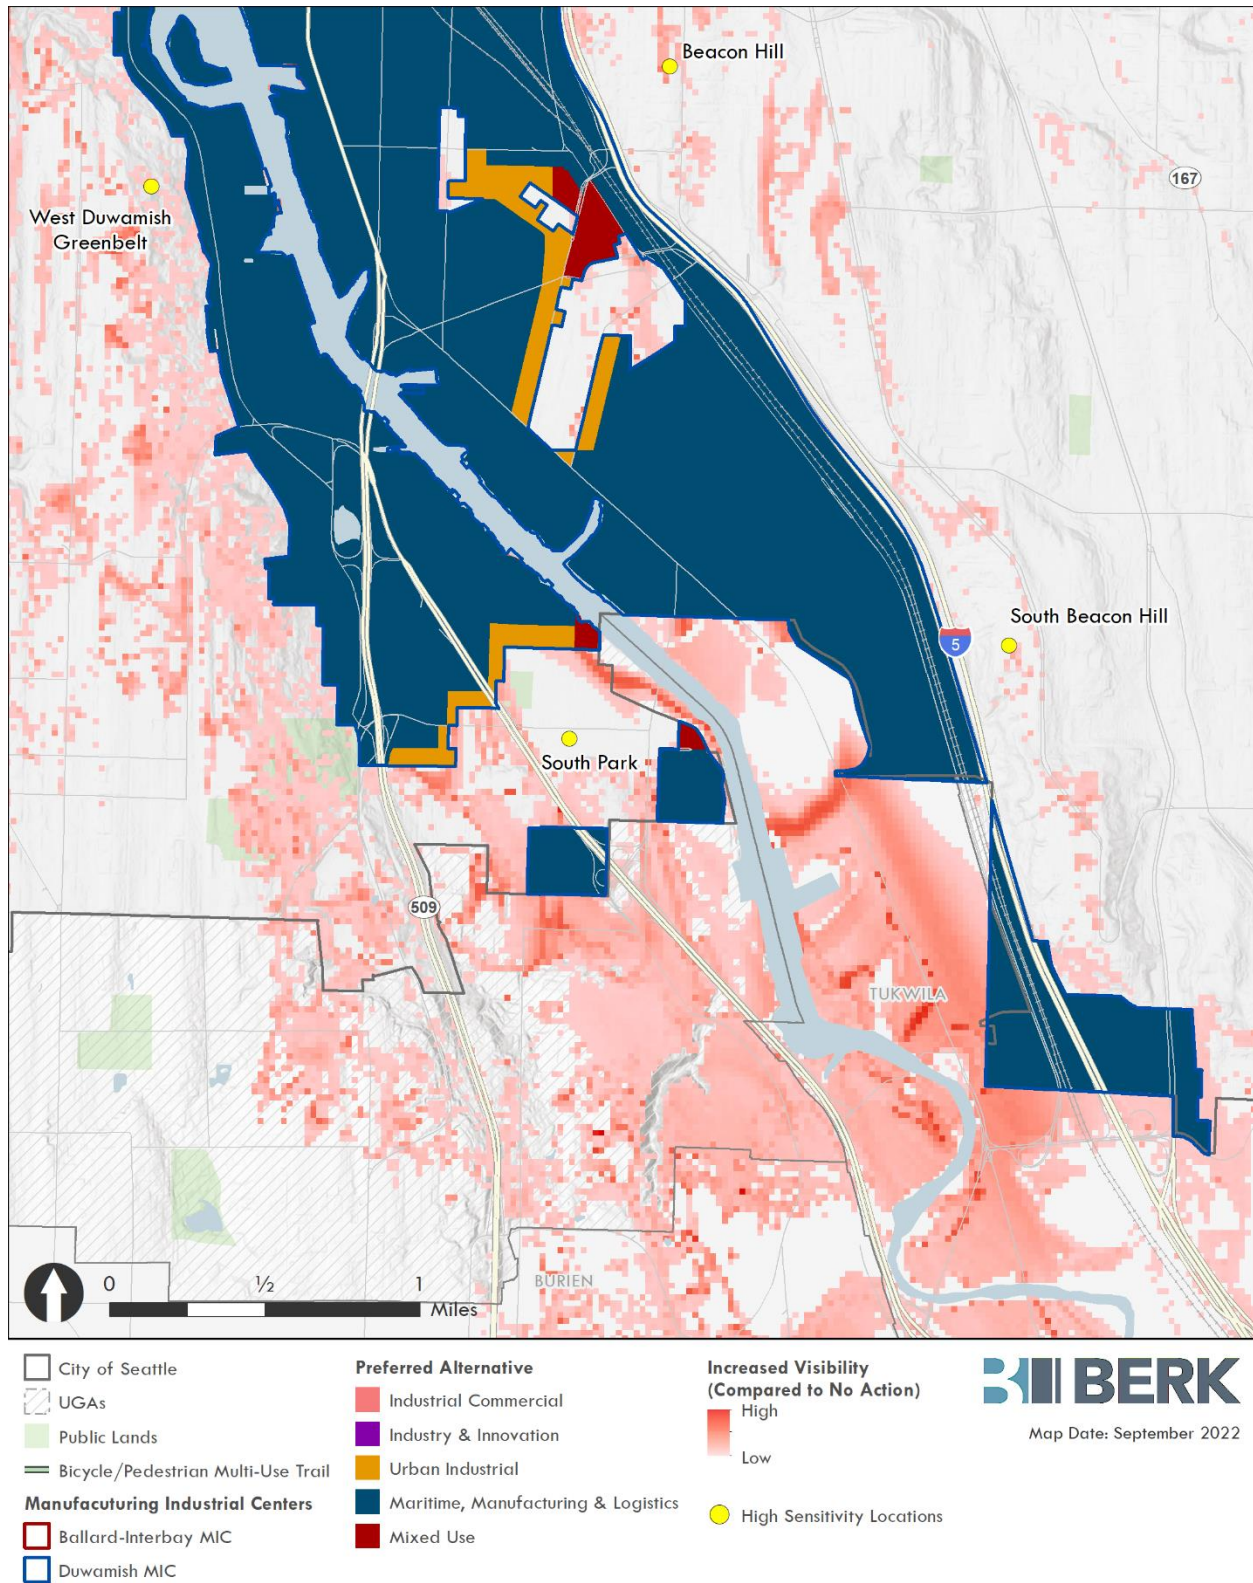 Beacon Hill
167
West Duwamish
Greenbelt
South Beacon Hill
5
South Park
509
TUKWILA
BURIEN
0 ½ 1
Miles
City of Seattle
UGAs
Public Lands
Bicycle/Pedestrian Multi-Use Trail
Manufacuturing Industrial Centers
Ballard-Interbay MIC
Duwamish MIC
Preferred Alternative
Industrial Commercial
Industry & Innovation
Urban Industrial
Maritime, Manufacturing & Logistics
Mixed Use
Increased Visibility
(Compared to No Action)
High
Low
High Sensitivity Locations
BERK
Map Date: September 2022